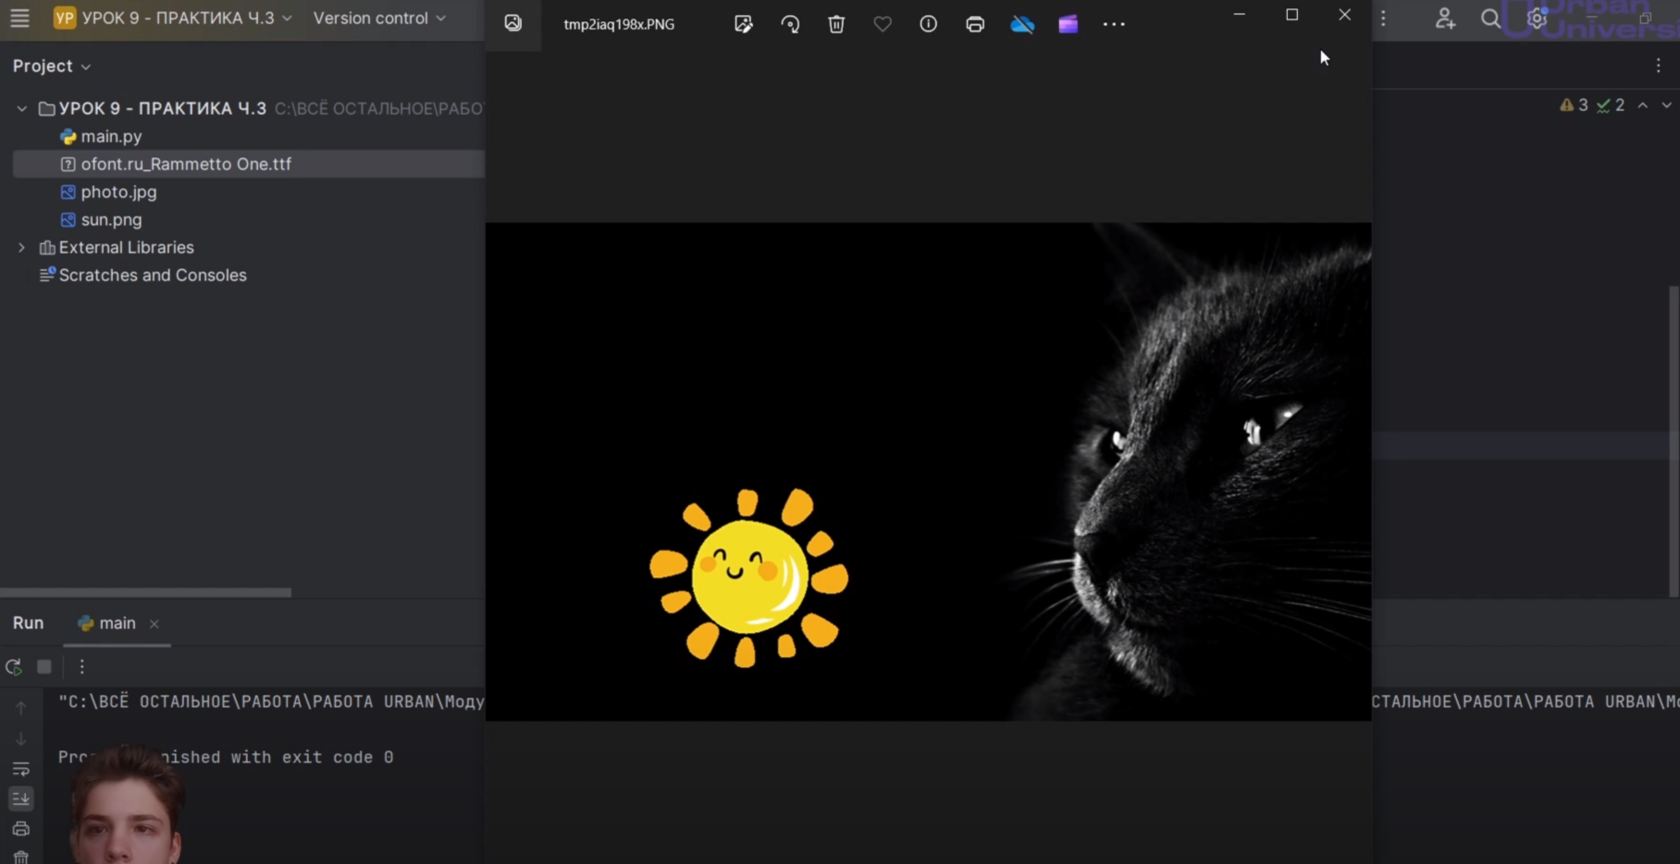 УР УРОК 9 - ПРАКТИКА Ч.3 Version control
tmp2iaq198x.PNG
Urban
Univers
Project
УРОК 9 - ПРАКТИКА Ч.3 C:\ВСЁ ОСТАЛЬНОЕ\РАБО
3 2
main.py
ofont.ru_Rammetto One.ttf
photo.jpg
sun.png
External Libraries
Scratches and Consoles
Run main
"C:\ВСЁ ОСТАЛЬНОЕ\РАБОТА\РАБОТА URBAN\Моду
СТАЛЬНОЕ\РАБОТА\РАБОТА URBAN\Мо
nished with exit code 0